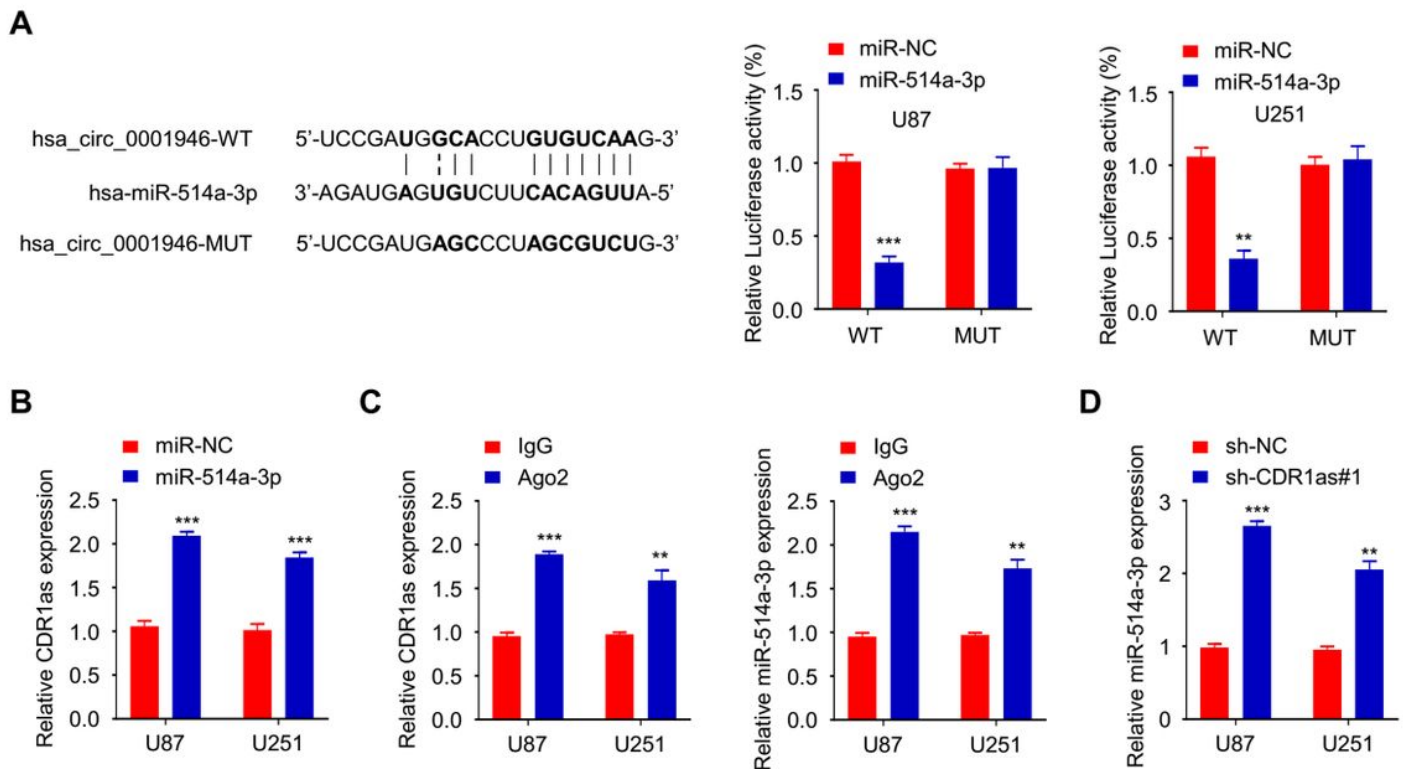 A
hsa_circ_0001946-WT 5’-UCCGAUGGCACCUGUGUCAAG-3’
hsa-miR-514a-3p 3’-AGAUGAGUGUCUUCACAGUUA-5’
hsa_circ_0001946-MUT 5’-UCCGAUGAGCCCUAGCGUCUG-3’
Relative Luciferase activity (%)
miR-NC
miR-514a-3p
U87
1.5
1.0
0.5
0.0
***
WT MUT
Relative Luciferase activity (%)
miR-NC
miR-514a-3p
U251
1.5
1.0
0.5
0.0
**
WT MUT
B
Relative CDR1as expression
miR-NC
miR-514a-3p
2.5
2.0
1.5
1.0
0.5
0.0
*** ***
U87 U251
C
Relative CDR1as expression
IgG
Ago2
2.5
2.0
1.5
1.0
0.5
0.0
*** **
U87 U251
Relative miR-514a-3p expression
IgG
Ago2
2.5
2.0
1.5
1.0
0.5
0.0
*** **
U87 U251
D
Relative miR-514a-3p expression
sh-NC
sh-CDR1as#1
3
2
1
0
*** **
U87 U251